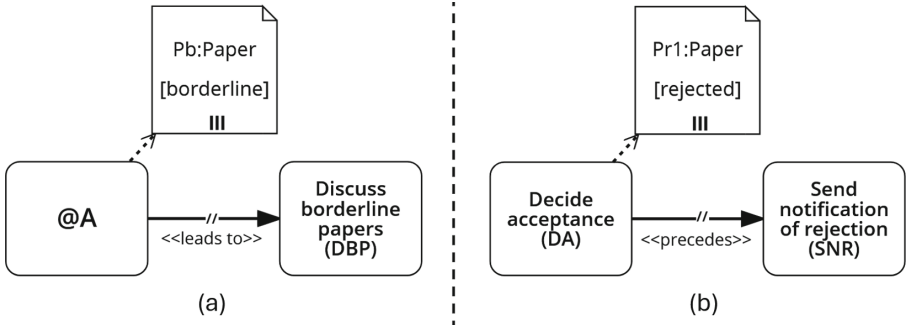 Pb:Paper
[borderline]
III
@A
//
<<leads to>>
Discuss
borderline
papers
(DBP)
(a)
Pr1:Paper
[rejected]
III
Decide
acceptance
(DA)
//
<<precedes>>
Send
notification
of rejection
(SNR)
(b)